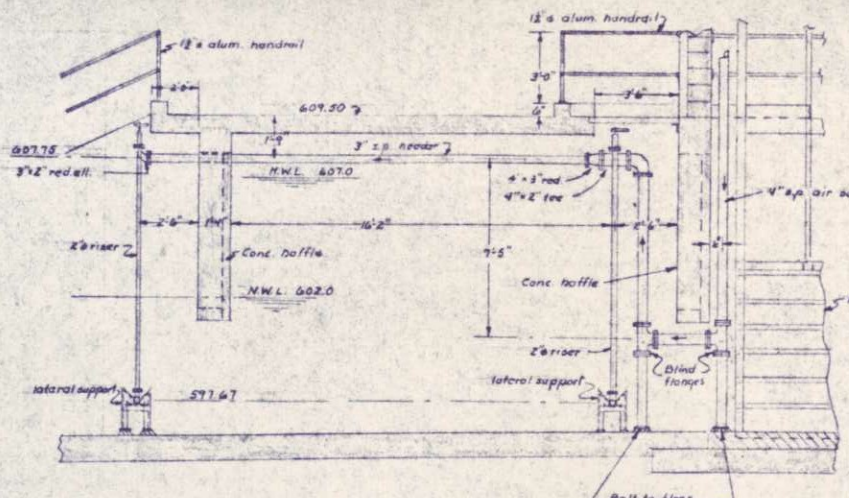 1½"ø alum. handrail
1½"ø alum. handrail
2'-0"
3'-0"
6"
3'-6"
609.50
1'-9"
607.75
3" s.p. header
3"x2" red. ell.
N.W.L. 607.0
4"x3" red.
4"x2" tee
4" s.p. air
2'-6"
16'-2"
2'-6"
7'-5"
2"ø riser
Conc. baffle
Conc. baffle
N.W.L. 602.0
2"ø riser
Blind
flanges
lateral support
597.67
lateral support